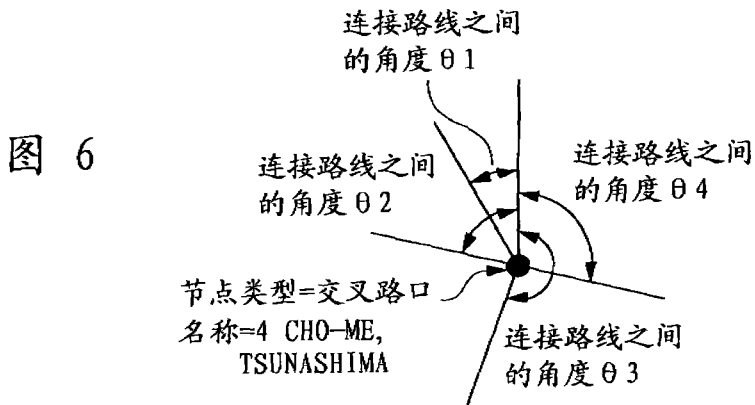 图 6
连接路线之间
的角度θ1
连接路线之间
的角度θ2
连接路线之间
的角度θ4
节点类型=交叉路口
名称=4 CHO-ME,
TSUNASHIMA
连接路线之间
的角度θ3